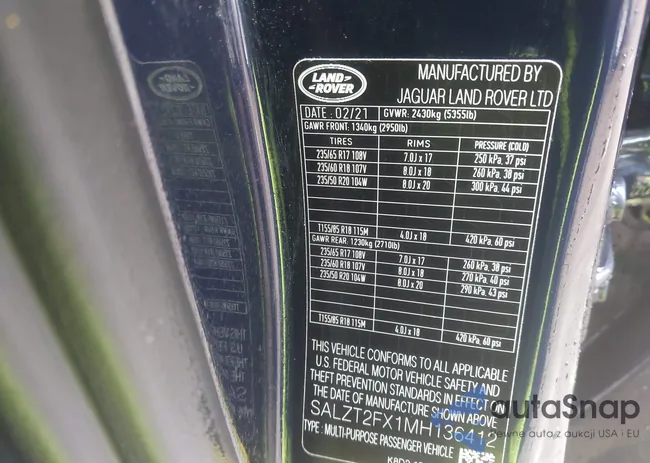 LAND ROVER
MANUFACTURED BY
JAGUAR LAND ROVER LTD
DATE: 02/21 GVWR: 2430kg (5355lb)
GAWR FRONT: 1340kg (2950lb)
TIRES RIMS PRESSURE (COLD)
235/65 R17 108V 7.0J x 17 250 kPa, 37 psi
235/60 R18 107V 8.0J x 18 260 kPa, 38 psi
235/50 R20 104W 8.0J x 20 300 kPa, 44 psi
T155/85 R18 115M 4.0J x 18 420 kPa, 60 psi
GAWR REAR: 1230kg (2710lb)
235/65 R17 108V 7.0J x 17 260 kPa, 38 psi
235/60 R18 107V 8.0J x 18 270 kPa, 40 psi
235/50 R20 104W 8.0J x 20 290 kPa, 43 psi
T155/85 R18 115M 4.0J x 18 420 kPa, 60 psi
THIS VEHICLE CONFORMS TO ALL APPLICABLE
U.S. FEDERAL MOTOR VEHICLE SAFETY AND
THEFT PREVENTION STANDARDS IN EFFECT
THE DATE OF MANUFACTURE SHOWN ABOVE
SALZT2FX1MH136412
TYPE: MULTI-PURPOSE PASSENGER VEHICLE
autaSnap
pewne auta z aukcji USA i EU